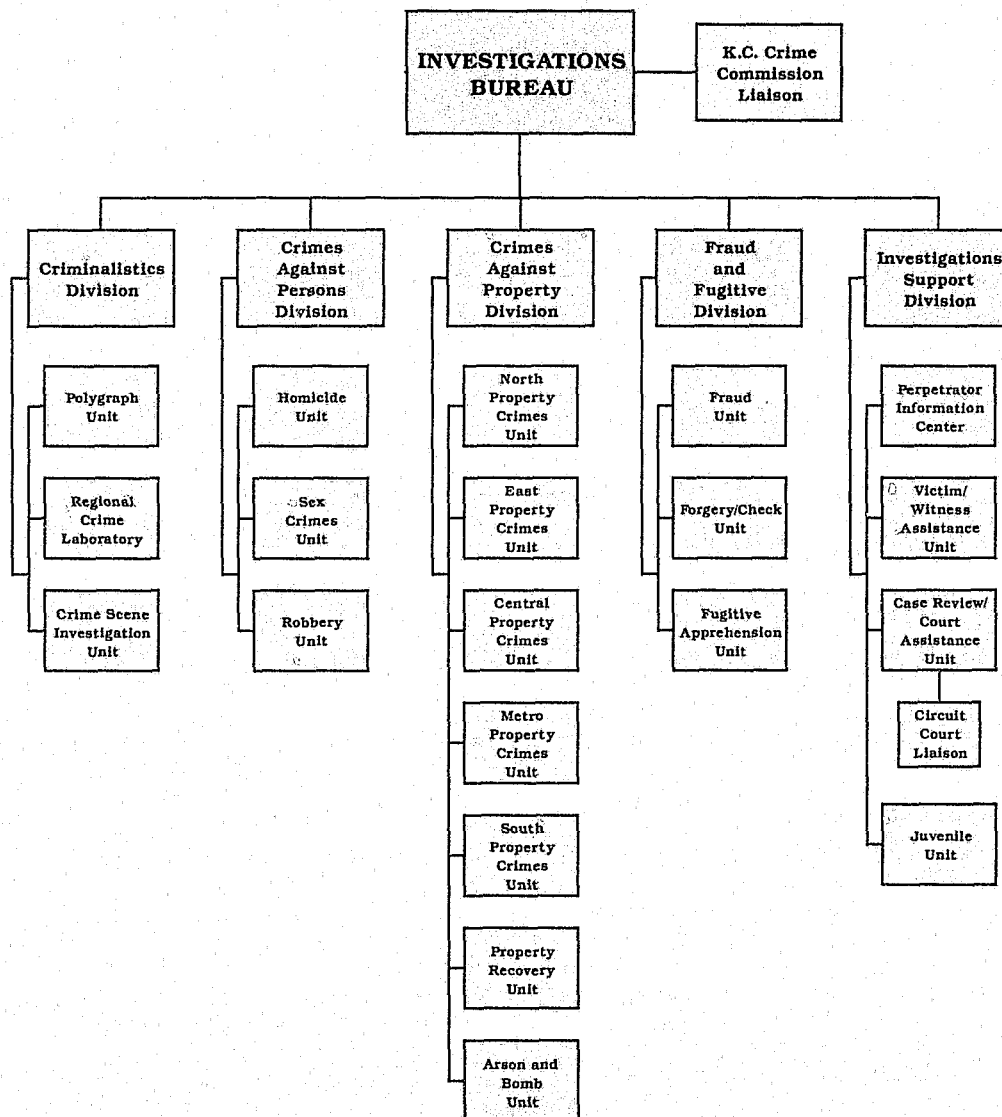 INVESTIGATIONS
BUREAU
K.C. Crime
Commission
Liaison
Criminalistics
Division
Polygraph
Unit
Regional
Crime
Laboratory
Crime Scene
Investigation
Unit
Crimes
Against
Persons
Division
Homicide
Unit
Sex
Crimes
Unit
Robbery
Unit
Crimes
Against
Property
Division
North
Property
Crimes
Unit
East
Property
Crimes
Unit
Central
Property
Crimes
Unit
Metro
Property
Crimes
Unit
South
Property
Crimes
Unit
Property
Recovery
Unit
Arson and
Bomb
Unit
Fraud
and
Fugitive
Division
Fraud
Unit
Forgery/Check
Unit
Fugitive
Apprehension
Unit
Investigations
Support
Division
Perpetrator
Information
Center
Victim/
Witness
Assistance
Unit
Case Review/
Court
Assistance
Unit
Circuit
Court
Liaison
Juvenile
Unit